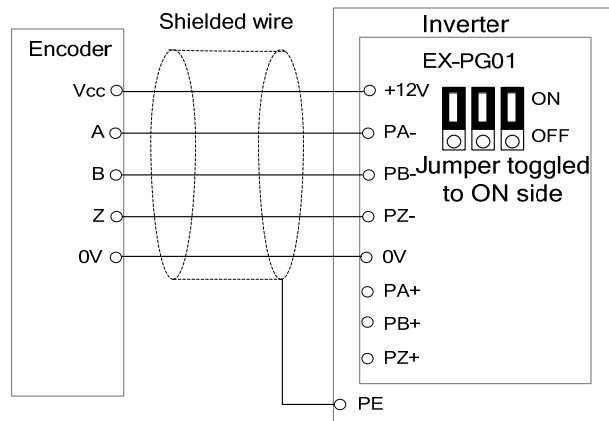 Shielded wire
Inverter
Encoder
EX-PG01
Vcc
+12V
ON
A
PA-
OFF
B
PB-
Jumper toggled
to ON side
Z
PZ-
0V
0V
PA+
PB+
PZ+
PE